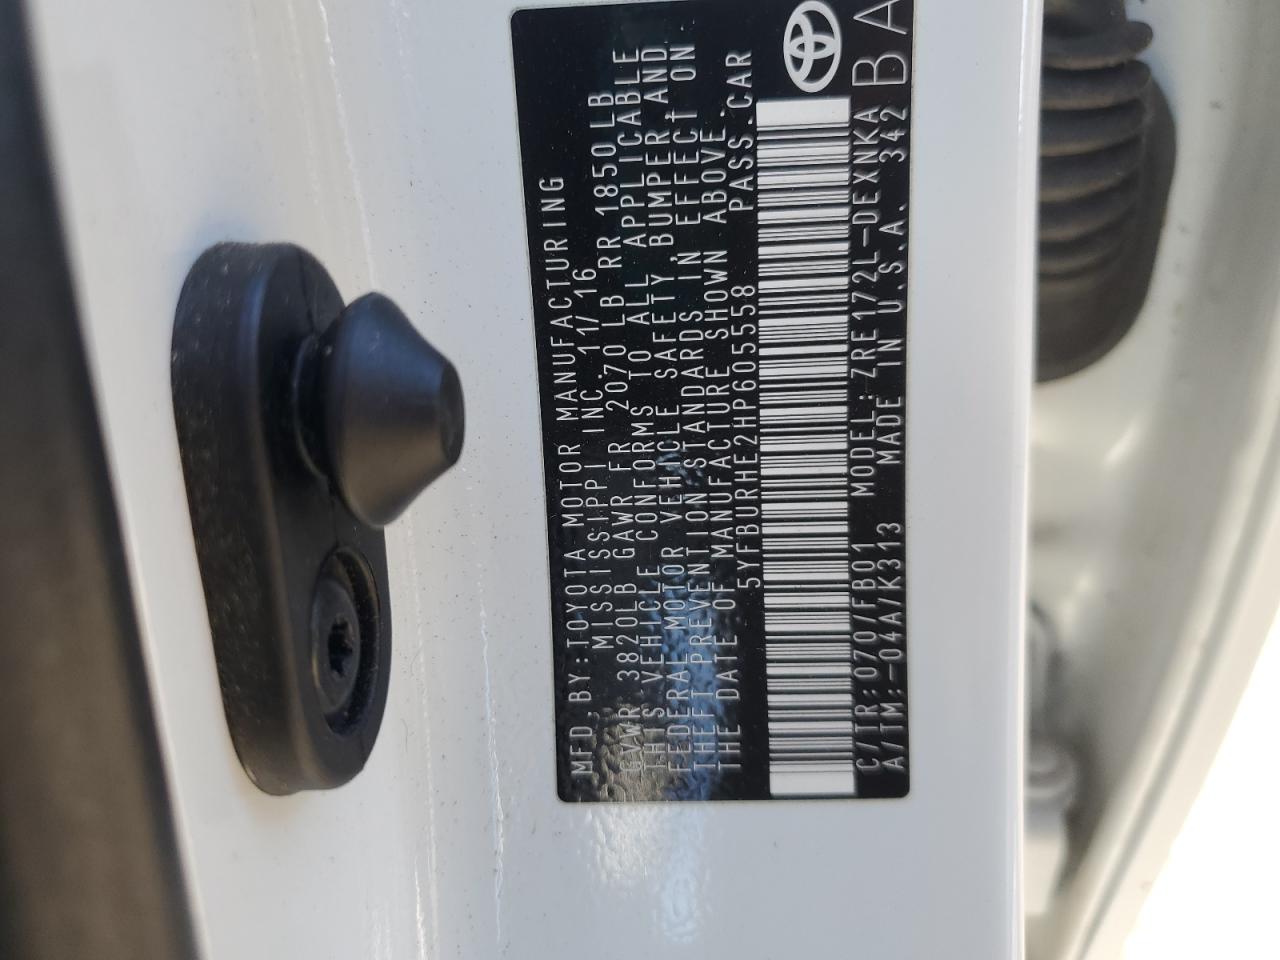 MFD. BY: TOYOTA MOTOR MANUFACTURING
MISSISSIPPI INC. 11/16
GVWR 3820LB GAWR FR 2070 LB RR 1850LB
THIS VEHICLE CONFORMS TO ALL APPLICABLE
FEDERAL MOTOR VEHICLE SAFETY, BUMPER, AND
THEFT PREVENTION STANDARDS IN EFFECT ON
THE DATE OF MANUFACTURE SHOWN ABOVE.
5YFBURHE2HP605558 PASS. CAR
C/TR: 0707FB01 MODEL: ZRE172L-DEXNKA
A/TM: -04A/K313 MADE IN U.S.A. 342
BA